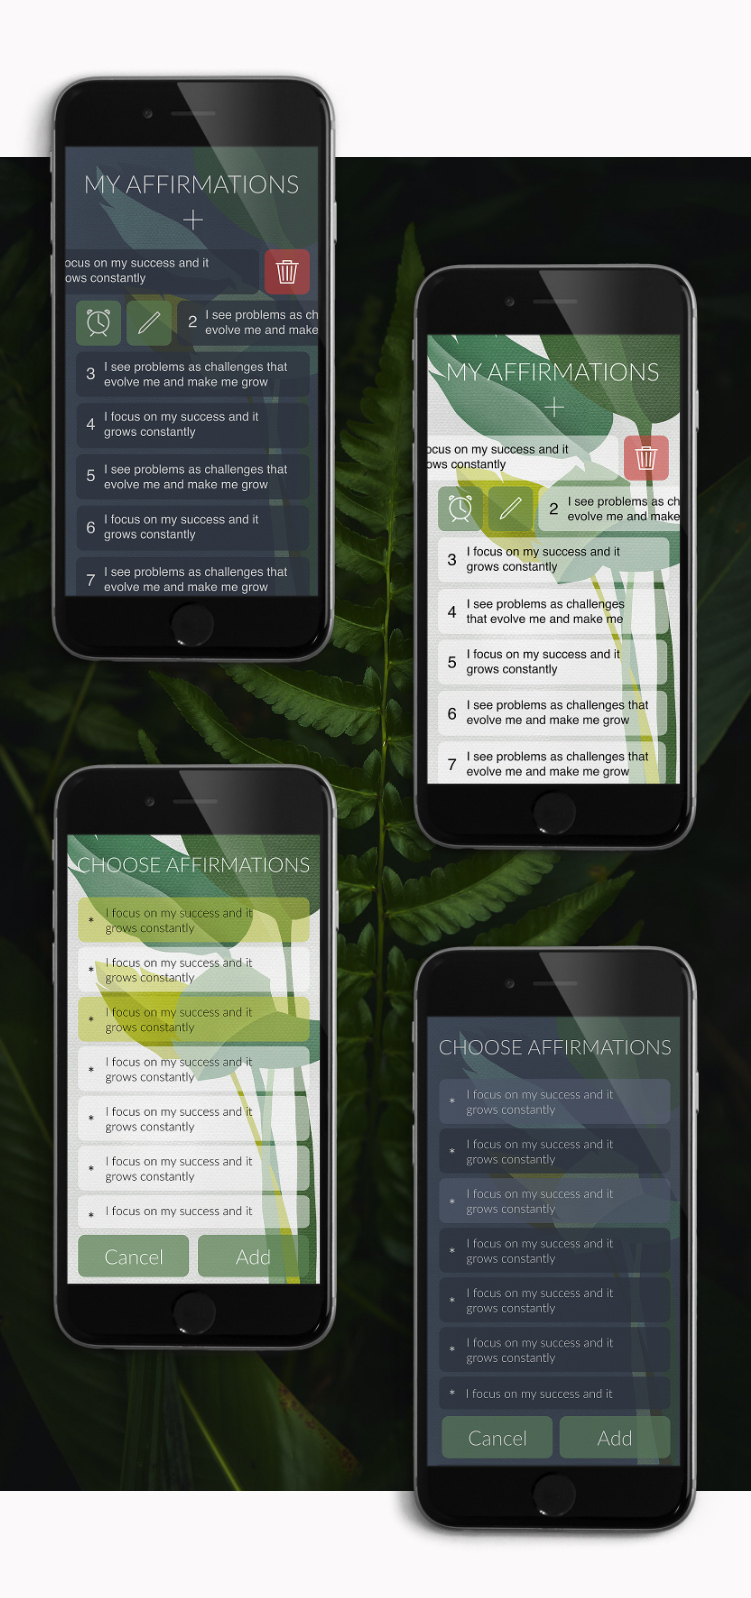 MY AFFIRMATIONS
ocus on my success and it
ows constantly
2 I see problems as ch
evolve me and make
3 I see problems as challenges that
evolve me and make me grow
4 I focus on my success and it
grows constantly
5 I see problems as challenges that
evolve me and make me grow
6 I focus on my success and it
grows constantly
7 I see problems as challenges that
evolve me and make me grow
MY AFFIRMATIONS
ocus on my success and it
ows constantly
2 I see problems as ch
evolve me and make
3 I focus on my success and it
grows constantly
4 I see problems as challenges
that evolve me and make me
5 I focus on my success and it
grows constantly
6 I see problems as challenges that
evolve me and make me grow
7 I see problems as challenges that
evolve me and make me grow
CHOOSE AFFIRMATIONS
* I focus on my success and it
grows constantly
* I focus on my success and it
grows constantly
* I focus on my success and it
grows constantly
* I focus on my success and it
grows constantly
* I focus on my success and it
grows constantly
* I focus on my success and it
grows constantly
* I focus on my success and it
Cancel Add
CHOOSE AFFIRMATIONS
* I focus on my success and it
grows constantly
* I focus on my success and it
grows constantly
* I focus on my success and it
grows constantly
* I focus on my success and it
grows constantly
* I focus on my success and it
grows constantly
* I focus on my success and it
grows constantly
* I focus on my success and it
Cancel Add